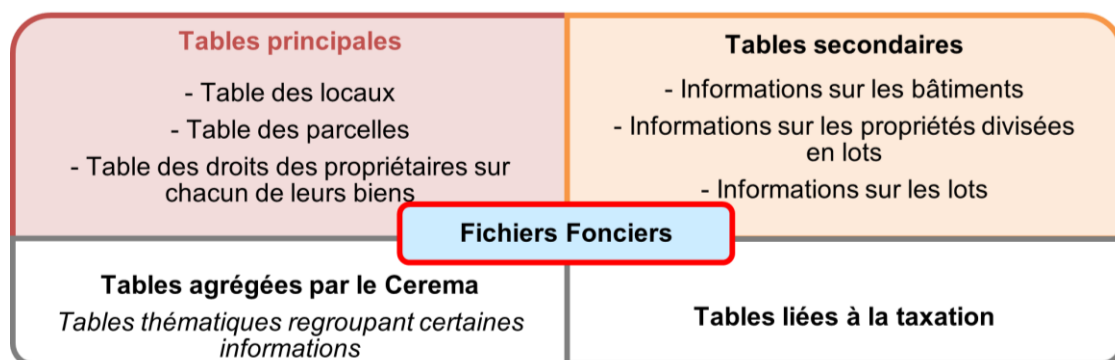 Tables principales
- Table des locaux
- Table des parcelles
- Table des droits des propriétaires sur
chacun de leurs biens
Tables secondaires
- Informations sur les bâtiments
- Informations sur les propriétés divisées
en lots
- Informations sur les lots
Fichiers Fonciers
Tables agrégées par le Cerema
Tables thématiques regroupant certaines
informations
Tables liées à la taxation